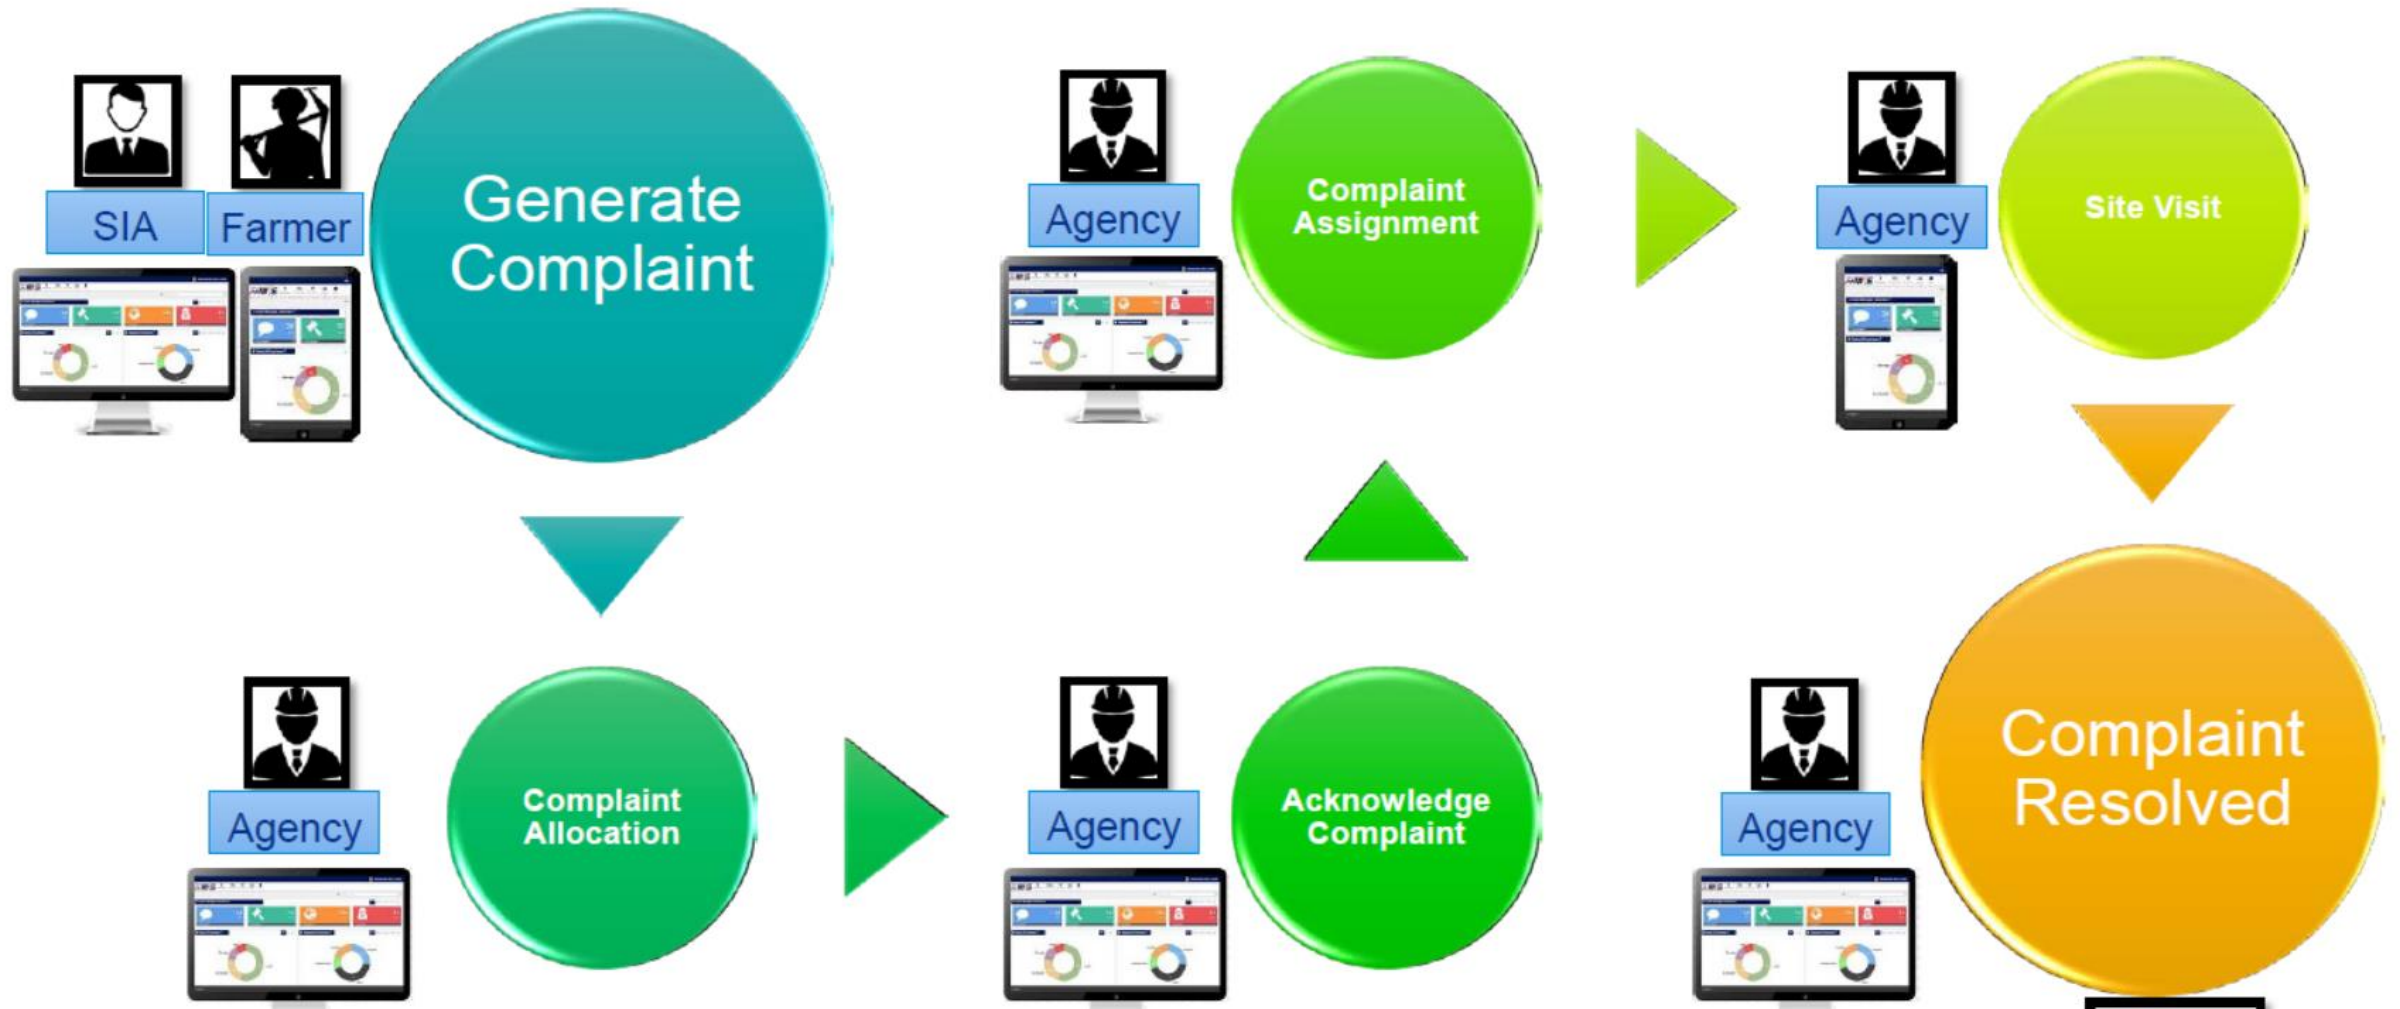 SIA
Farmer
Generate
Complaint
Agency
Complaint
Allocation
Agency
Acknowledge
Complaint
Agency
Complaint
Assignment
Agency
Site Visit
Agency
Complaint
Resolved